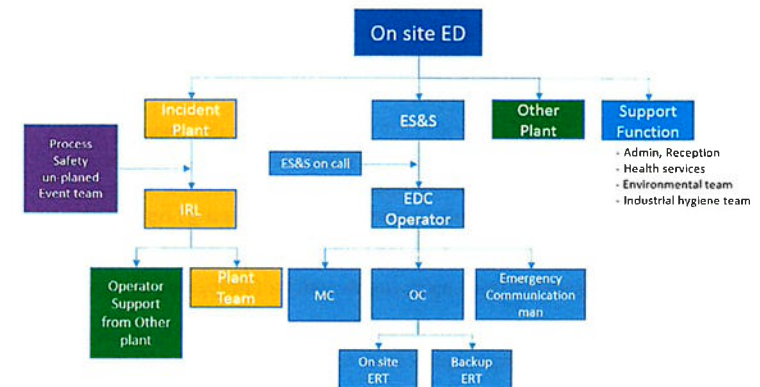 On site ED
Incident
Plant
ES&S
Other
Plant
Support
Function
- Admin, Reception
- Health services
- Environmental team
- Industrial hygiene team
Process
Safety
un-planed
Event team
ES&S on call
IRL
EDC
Operator
Operator
Support
from Other
plant
Plant
Team
MC
OC
Emergency
Communication
man
On site
ERT
Backup
ERT